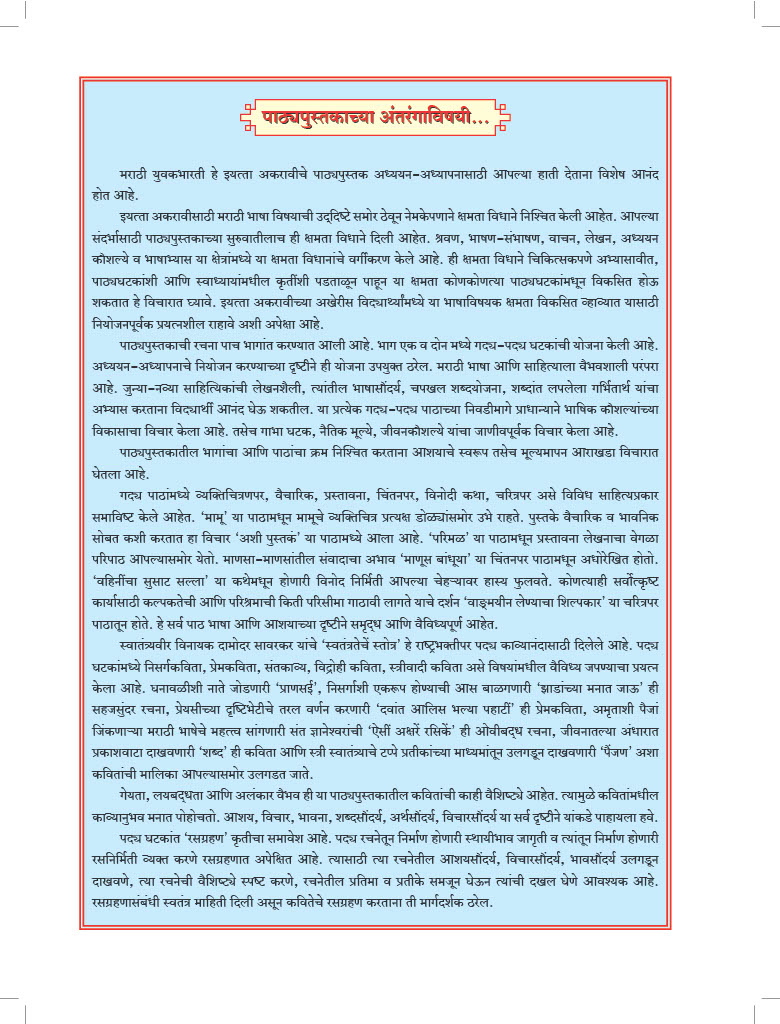 पाठ्यपुस्तकाच्या अंतरंगाविषयी...
मराठी युवकभारती हे इयत्ता अकरावीचे पाठ्यपुस्तक अध्ययन-अध्यापनासाठी आपल्या हाती देताना विशेष आनंद
होत आहे.
इयत्ता अकरावीसाठी मराठी भाषा विषयाची उद्‌दिष्टे समोर ठेवून नेमकेपणाने क्षमता विधाने निश्चित केली आहेत. आपल्या
संदर्भासाठी पाठ्यपुस्तकाच्या सुरुवातीलाच ही क्षमता विधाने दिली आहेत. श्रवण, भाषण-संभाषण, वाचन, लेखन, अध्ययन
कौशल्ये व भाषाभ्यास या क्षेत्रांमध्ये या क्षमता विधानांचे वर्गीकरण केले आहे. ही क्षमता विधाने चिकित्सकपणे अभ्यासावीत,
पाठ्यघटकांशी आणि स्वाध्यायांमधील कृतींशी पडताळून पाहून या क्षमता कोणकोणत्या पाठ्यघटकांमधून विकसित होऊ
शकतात हे विचारात घ्यावे. इयत्ता अकरावीच्या अखेरीस विद्यार्थ्यांमध्ये या भाषाविषयक क्षमता विकसित व्हाव्यात यासाठी
नियोजनपूर्वक प्रयत्नशील राहावे अशी अपेक्षा आहे.
पाठ्यपुस्तकाची रचना पाच भागांत करण्यात आली आहे. भाग एक व दोन मध्ये गद्य-पद्य घटकांची योजना केली आहे.
अध्ययन-अध्यापनाचे नियोजन करण्याच्या दृष्टीने ही योजना उपयुक्त ठरेल. मराठी भाषा आणि साहित्याला वैभवशाली परंपरा
आहे. जुन्या-नव्या साहित्यिकांची लेखनशैली, त्यांतील भाषासौंदर्य, चपखल शब्दयोजना, शब्दांत लपलेला गर्भितार्थ यांचा
अभ्यास करताना विद्यार्थी आनंद घेऊ शकतील. या प्रत्येक गद्य-पद्य पाठाच्या निवडीमागे प्राधान्याने भाषिक कौशल्यांच्या
विकासाचा विचार केला आहे. तसेच गाभा घटक, नैतिक मूल्ये, जीवनकौशल्ये यांचा जाणीवपूर्वक विचार केला आहे.
पाठ्यपुस्तकातील भागांचा आणि पाठांचा क्रम निश्चित करताना आशयाचे स्वरूप तसेच मूल्यमापन आराखडा विचारात
घेतला आहे.
गद्य पाठांमध्ये व्यक्तिचित्रणपर, वैचारिक, प्रस्तावना, चिंतनपर, विनोदी कथा, चरित्रपर असे विविध साहित्यप्रकार
समाविष्ट केले आहेत. ‘मामू’ या पाठामधून मामूचे व्यक्तिचित्र प्रत्यक्ष डोळ्यांसमोर उभे राहते. पुस्तके वैचारिक व भावनिक
सोबत कशी करतात हा विचार ‘अशी पुस्तकं’ या पाठामध्ये आला आहे. ‘परिमळ’ या पाठामधून प्रस्तावना लेखनाचा वेगळा
परिपाठ आपल्यासमोर येतो. माणसा-माणसांतील संवादाचा अभाव ‘माणूस बांधूया’ या चिंतनपर पाठामधून अधोरेखित होतो.
‘वहिनींचा सुसाट सल्ला’ या कथेमधून होणारी विनोद निर्मिती आपल्या चेहऱ्यावर हास्य फुलवते. कोणत्याही सर्वोत्कृष्ट
कार्यासाठी कल्पकतेची आणि परिश्रमाची किती परिसीमा गाठावी लागते याचे दर्शन ‘वाङ्‌मयीन लेण्याचा शिल्पकार’ या चरित्रपर
पाठातून होते. हे सर्व पाठ भाषा आणि आशयाच्या दृष्टीने समृद्ध आणि वैविध्यपूर्ण आहेत.
स्वातंत्र्यवीर विनायक दामोदर सावरकर यांचे ‘स्वतंत्रतेचें स्तोत्र’ हे राष्ट्रभक्तीपर पद्य काव्यानंदासाठी दिलेले आहे. पद्य
घटकांमध्ये निसर्गकविता, प्रेमकविता, संतकाव्य, विद्रोही कविता, स्त्रीवादी कविता असे विषयांमधील वैविध्य जपण्याचा प्रयत्न
केला आहे. घनावळीशी नाते जोडणारी ‘प्राणसई’, निसर्गाशी एकरूप होण्याची आस बाळगणारी ‘झाडांच्या मनात जाऊ’ ही
सहजसुंदर रचना, प्रेयसीच्या दृष्टिभेटीचे तरल वर्णन करणारी ‘दवांत आलिस भल्या पहाटीं’ ही प्रेमकविता, अमृताशी पैजां
जिंकणाऱ्या मराठी भाषेचे महत्त्व सांगणारी संत ज्ञानेश्वरांची ‘ऐसीं अक्षरें रसिकें’ ही ओवीबद्ध रचना, जीवनातल्या अंधारात
प्रकाशवाटा दाखवणारी ‘शब्द’ ही कविता आणि स्त्री स्वातंत्र्याचे टप्पे प्रतीकांच्या माध्यमांतून उलगडून दाखवणारी ‘पैंजण’ अशा
कवितांची मालिका आपल्यासमोर उलगडत जाते.
गेयता, लयबद्धता आणि अलंकार वैभव ही या पाठ्यपुस्तकातील कवितांची काही वैशिष्ट्ये आहेत. त्यामुळे कवितांमधील
काव्यानुभव मनात पोहोचतो. आशय, विचार, भावना, शब्दसौंदर्य, अर्थसौंदर्य, विचारसौंदर्य या सर्व दृष्टीने यांकडे पाहायला हवे.
पद्य घटकांत ‘रसग्रहण’ कृतीचा समावेश आहे. पद्य रचनेतून निर्माण होणारी स्थायीभाव जागृती व त्यांतून निर्माण होणारी
रसनिर्मिती व्यक्त करणे रसग्रहणात अपेक्षित आहे. त्यासाठी त्या रचनेतील आशयसौंदर्य, विचारसौंदर्य, भावसौंदर्य उलगडून
दाखवणे, त्या रचनेची वैशिष्ट्ये स्पष्ट करणे, रचनेतील प्रतिमा व प्रतीके समजून घेऊन त्यांची दखल घेणे आवश्यक आहे.
रसग्रहणासंबंधी स्वतंत्र माहिती दिली असून कवितेचे रसग्रहण करताना ती मार्गदर्शक ठरेल.